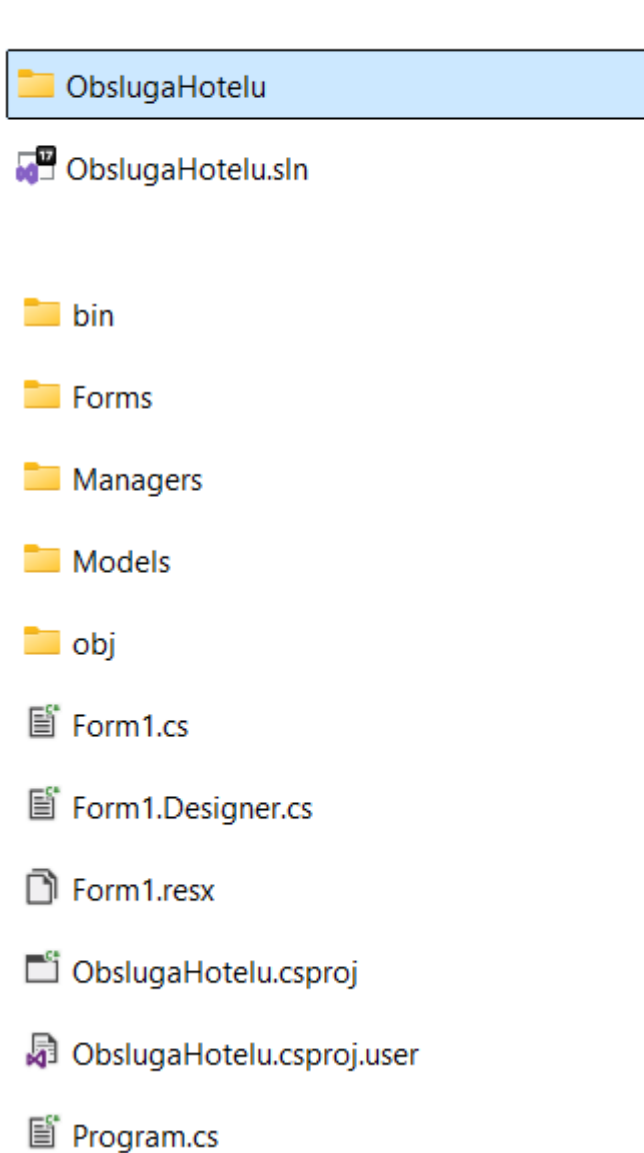 ObslugaHotelu
17
ObslugaHotelu.sln
bin
Forms
Managers
Models
obj
Form1.cs
Form1.Designer.cs
Form1.resx
ObslugaHotelu.csproj
ObslugaHotelu.csproj.user
Program.cs